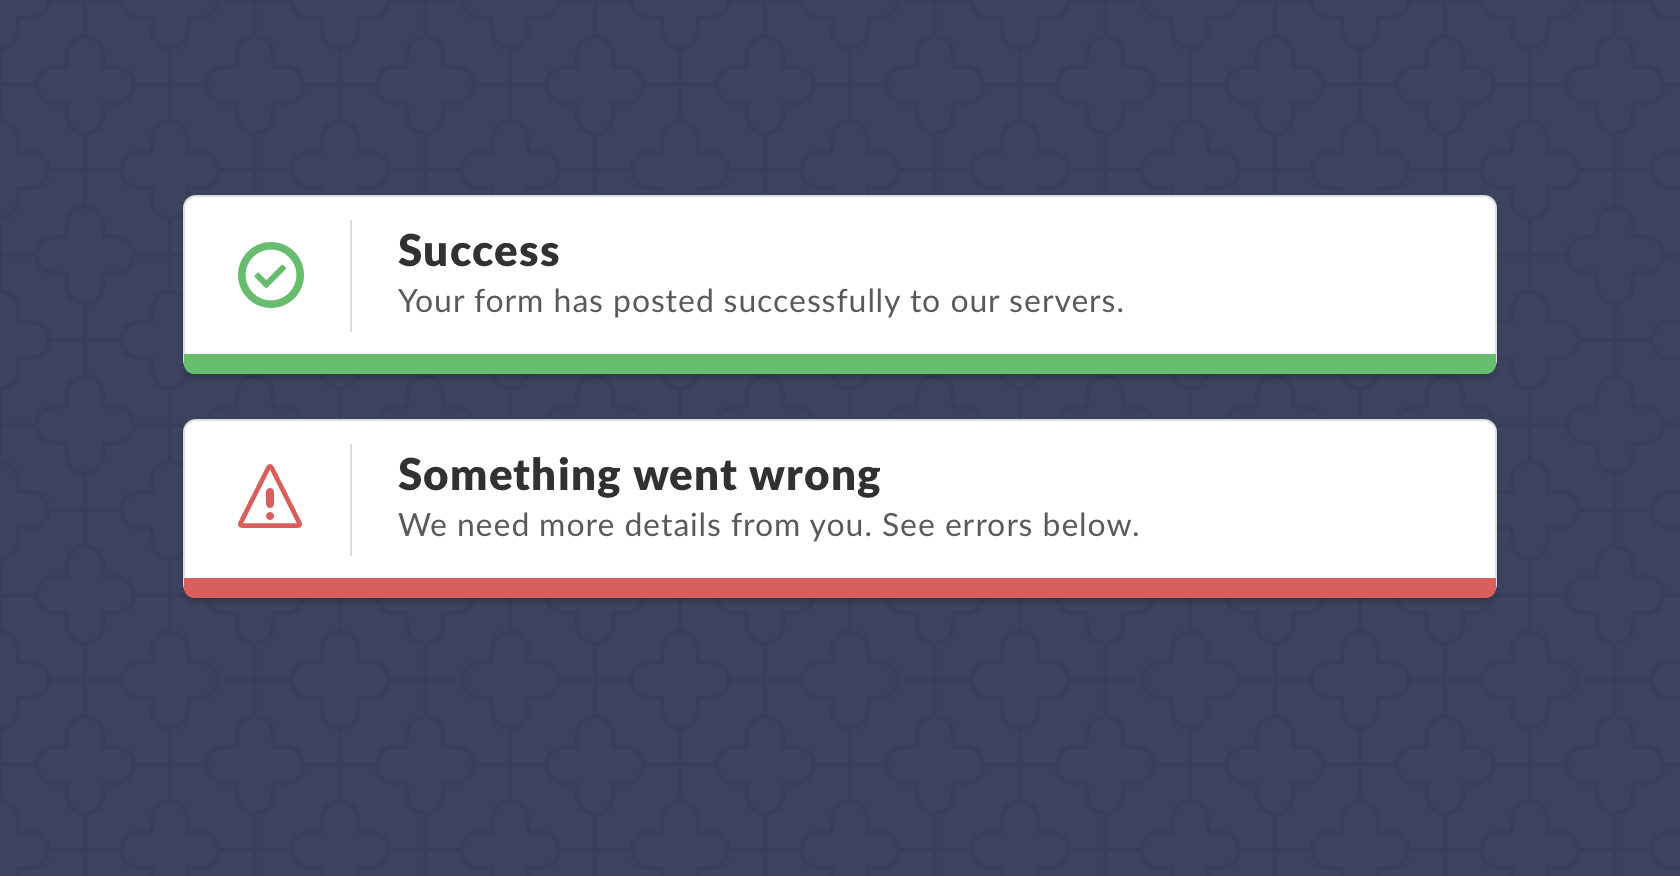 Success
Your form has posted successfully to our servers.
Something went wrong
We need more details from you. See errors below.